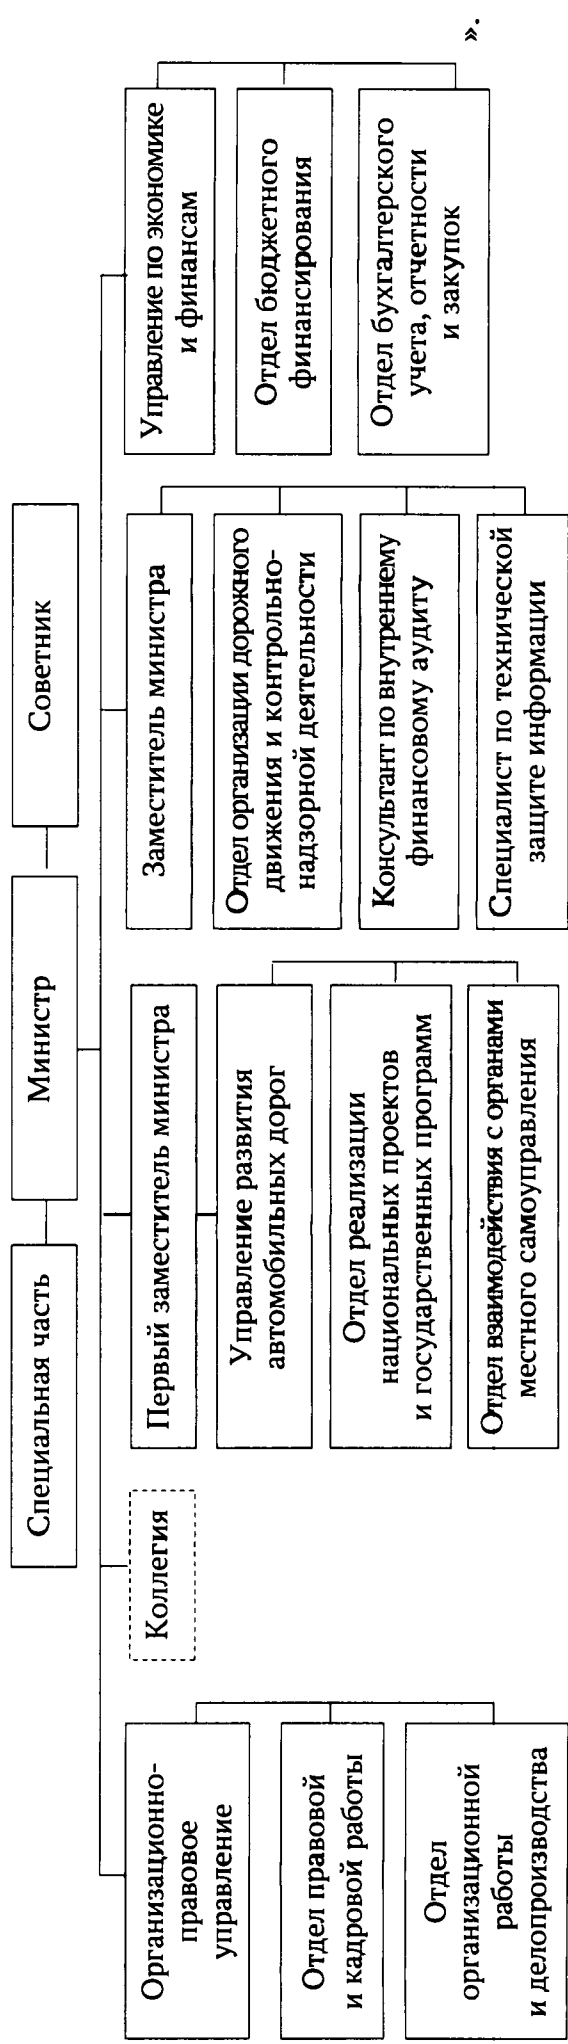 Специальная часть
Министр
Советник
Организационно-
правовое
управление
Отдел правовой
и кадровой работы
Отдел
организационной
работы
и делопроизводства
Коллегия
Первый заместитель министра
Управление развития
автомобильных дорог
Отдел реализации
национальных проектов
и государственных программ
Отдел взаимодействия с органами
местного самоуправления
Заместитель министра
Отдел организации дорожного
движения и контрольно-
надзорной деятельности
Консультант по внутреннему
финансовому аудиту
Специалист по технической
защите информации
Управление по экономике
и финансам
Отдел бюджетного
финансирования
Отдел бухгалтерского
учета, отчетности
и закупок
».